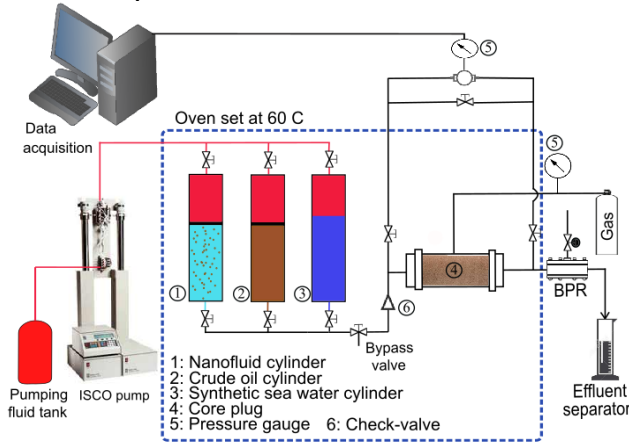 ⑤
Oven set at 60 C
Data
acquisition
⑤
Gas
④
①
②
③
⑥
BPR
Bypass
valve
1: Nanofluid cylinder
2: Crude oil cylinder
3: Synthetic sea water cylinder
4: Core plug
5: Pressure gauge 6: Check-valve
Pumping
fluid tank
ISCO pump
Effluent
separator